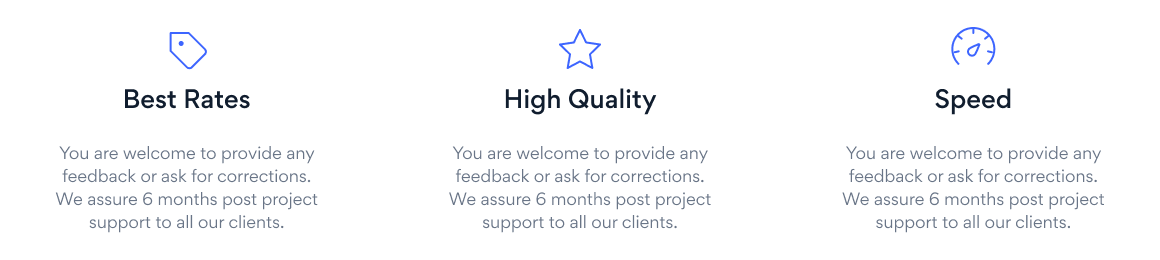 Best Rates
You are welcome to provide any
feedback or ask for corrections.
We assure 6 months post project
support to all our clients.
High Quality
You are welcome to provide any
feedback or ask for corrections.
We assure 6 months post project
support to all our clients.
Speed
You are welcome to provide any
feedback or ask for corrections.
We assure 6 months post project
support to all our clients.